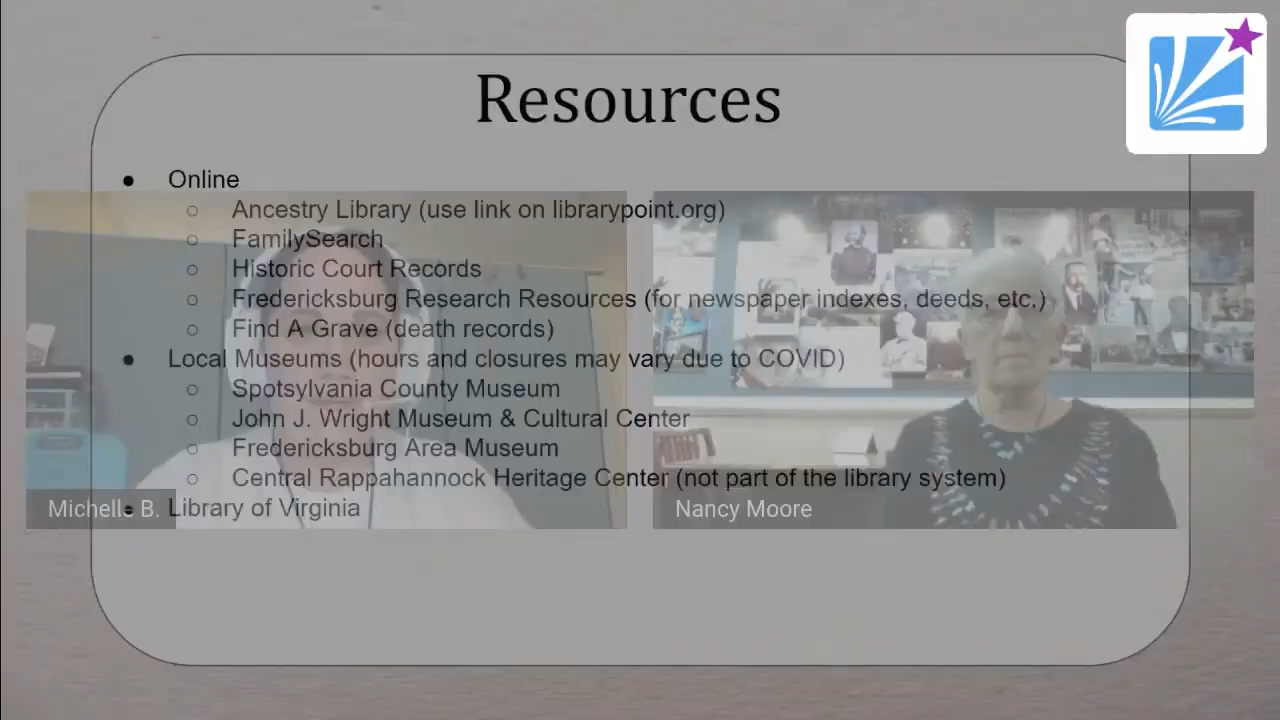 Resources
● Online
○ Ancestry Library (use link on librarypoint.org)
○ FamilySearch
○ Historic Court Records
○ Fredericksburg Research Resources (for newspaper indexes, deeds, etc.)
○ Find A Grave (death records)
● Local Museums (hours and closures may vary due to COVID)
○ Spotsylvania County Museum
○ John J. Wright Museum & Cultural Center
○ Fredericksburg Area Museum
○ Central Rappahannock Heritage Center (not part of the library system)
● Library of Virginia
Michelle B.
Nancy Moore